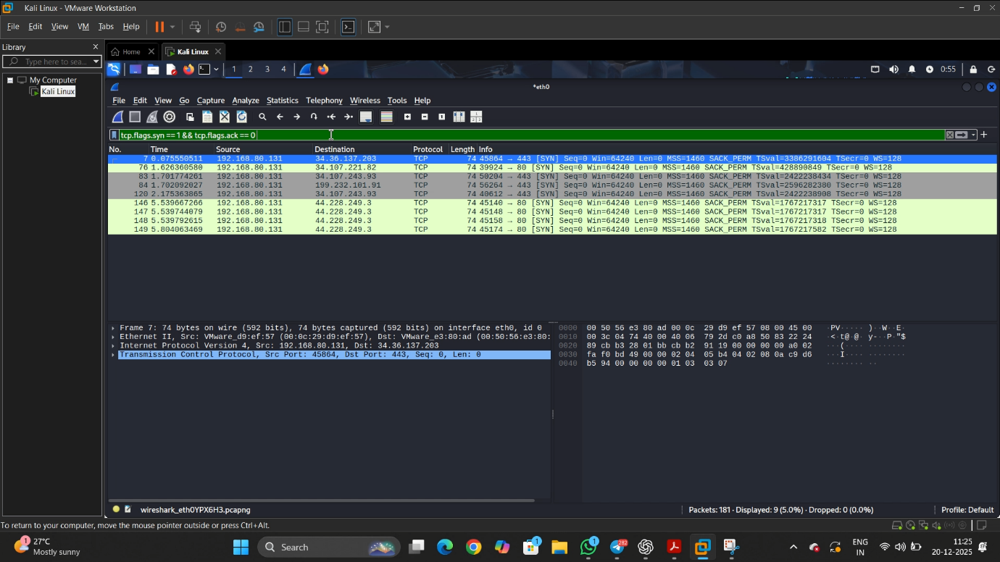 Kali Linux - VMware Workstation
File Edit View VM Tabs Help
Library
Type here to sea...
My Computer
Kali Linux
Home
Kali Linux
1 2 3 4
0:55
*eth0
File Edit View Go Capture Analyze Statistics Telephony Wireless Tools Help
tcp.flags.syn == 1 && tcp.flags.ack == 0
No. Time Source Destination Protocol Length Info
7 0.075550511 192.168.80.131 34.36.137.203 TCP 74 45864 → 443 [SYN] Seq=0 Win=64240 Len=0 MSS=1460 SACK_PERM TSval=3386291604 TSecr=0 WS=128
76 1.626360580 192.168.80.131 34.107.221.82 TCP 74 39924 → 80 [SYN] Seq=0 Win=64240 Len=0 MSS=1460 SACK_PERM TSval=428890849 TSecr=0 WS=128
83 1.701774261 192.168.80.131 34.107.243.93 TCP 74 50204 → 443 [SYN] Seq=0 Win=64240 Len=0 MSS=1460 SACK_PERM TSval=2422238434 TSecr=0 WS=128
84 1.702092027 192.168.80.131 199.232.101.91 TCP 74 56264 → 443 [SYN] Seq=0 Win=64240 Len=0 MSS=1460 SACK_PERM TSval=2596282380 TSecr=0 WS=128
120 2.175363865 192.168.80.131 34.107.243.93 TCP 74 40612 → 443 [SYN] Seq=0 Win=64240 Len=0 MSS=1460 SACK_PERM TSval=2422238908 TSecr=0 WS=128
146 5.539667266 192.168.80.131 44.228.249.3 TCP 74 45140 → 80 [SYN] Seq=0 Win=64240 Len=0 MSS=1460 SACK_PERM TSval=1767217317 TSecr=0 WS=128
147 5.539744079 192.168.80.131 44.228.249.3 TCP 74 45148 → 80 [SYN] Seq=0 Win=64240 Len=0 MSS=1460 SACK_PERM TSval=1767217317 TSecr=0 WS=128
148 5.539792615 192.168.80.131 44.228.249.3 TCP 74 45158 → 80 [SYN] Seq=0 Win=64240 Len=0 MSS=1460 SACK_PERM TSval=1767217318 TSecr=0 WS=128
149 5.804063469 192.168.80.131 44.228.249.3 TCP 74 45174 → 80 [SYN] Seq=0 Win=64240 Len=0 MSS=1460 SACK_PERM TSval=1767217582 TSecr=0 WS=128
Frame 7: 74 bytes on wire (592 bits), 74 bytes captured (592 bits) on interface eth0, id 0
Ethernet II, Src: VMware_d9:ef:57 (00:0c:29:d9:ef:57), Dst: VMware_e3:80:ad (00:50:56:e3:80:
Internet Protocol Version 4, Src: 192.168.80.131, Dst: 34.36.137.203
Transmission Control Protocol, Src Port: 45864, Dst Port: 443, Seq: 0, Len: 0
0000 00 50 56 e3 80 ad 00 0c 29 d9 ef 57 08 00 45 00 ·PV·····)··W··E·
0010 00 3c 04 74 40 00 40 06 79 2d c0 a8 50 83 22 24 ·<·t@·@·y-··P·"$
0020 89 cb b3 28 01 bb cb b2 91 19 00 00 00 00 a0 02 ···(············
0030 fa f0 bd 49 00 00 02 04 05 b4 04 02 08 0a c9 d6 ···I············
0040 b5 94 00 00 00 00 01 03 03 07 ··········
wireshark_eth0YPX6H3.pcapng
Packets: 181 · Displayed: 9 (5.0%) · Dropped: 0 (0.0%)
Profile: Default
To return to your computer, move the mouse pointer outside or press Ctrl+Alt.
1
27°C
Mostly sunny
Search
1
1
282
ENG
IN
11:25
20-12-2025